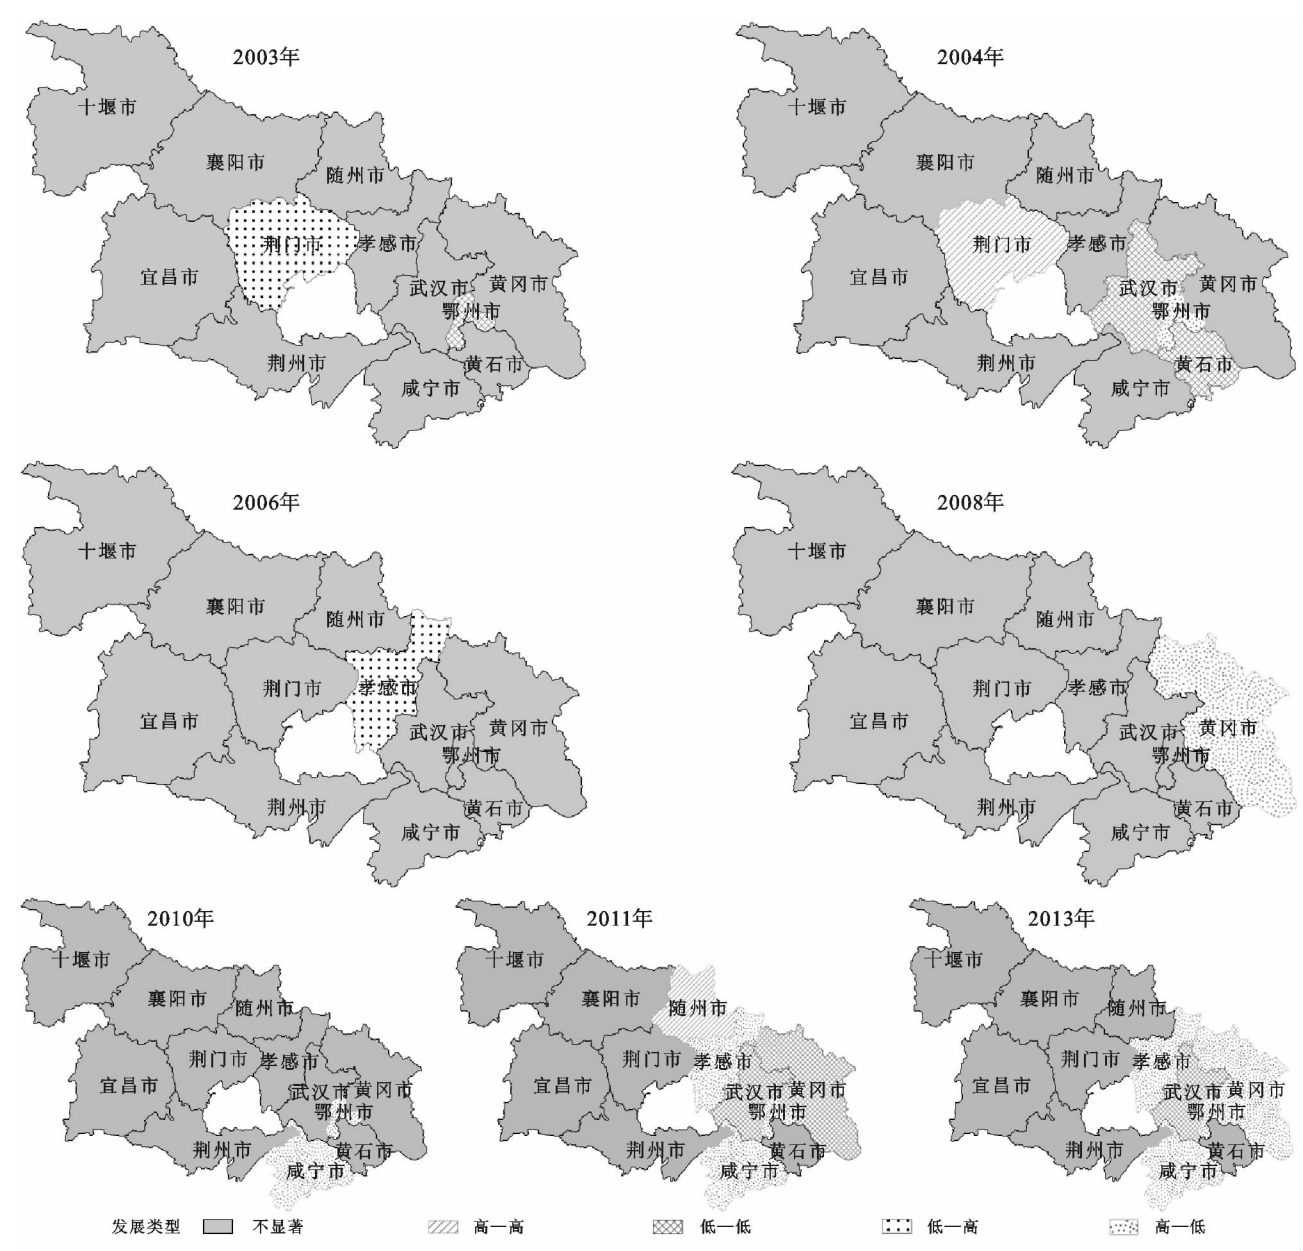 2003年
十堰市
襄阳市
随州市
荆门市
孝感市
宜昌市
武汉市
黄冈市
鄂州市
荆州市
黄石市
咸宁市
2004年
十堰市
襄阳市
随州市
荆门市
孝感市
宜昌市
武汉市
黄冈市
鄂州市
荆州市
黄石市
咸宁市
2006年
十堰市
襄阳市
随州市
荆门市
孝感市
宜昌市
武汉市
黄冈市
鄂州市
荆州市
黄石市
咸宁市
2008年
十堰市
襄阳市
随州市
荆门市
孝感市
宜昌市
武汉市
黄冈市
鄂州市
荆州市
黄石市
咸宁市
2010年
十堰市
襄阳市
随州市
荆门市
孝感市
宜昌市
武汉市
黄冈市
鄂州市
荆州市
黄石市
咸宁市
2011年
十堰市
襄阳市
随州市
荆门市
孝感市
宜昌市
武汉市
黄冈市
鄂州市
荆州市
黄石市
咸宁市
2013年
十堰市
襄阳市
随州市
荆门市
孝感市
宜昌市
武汉市
黄冈市
鄂州市
荆州市
黄石市
咸宁市
发展类型 不显著 高—高 低—低 低—高 高—低